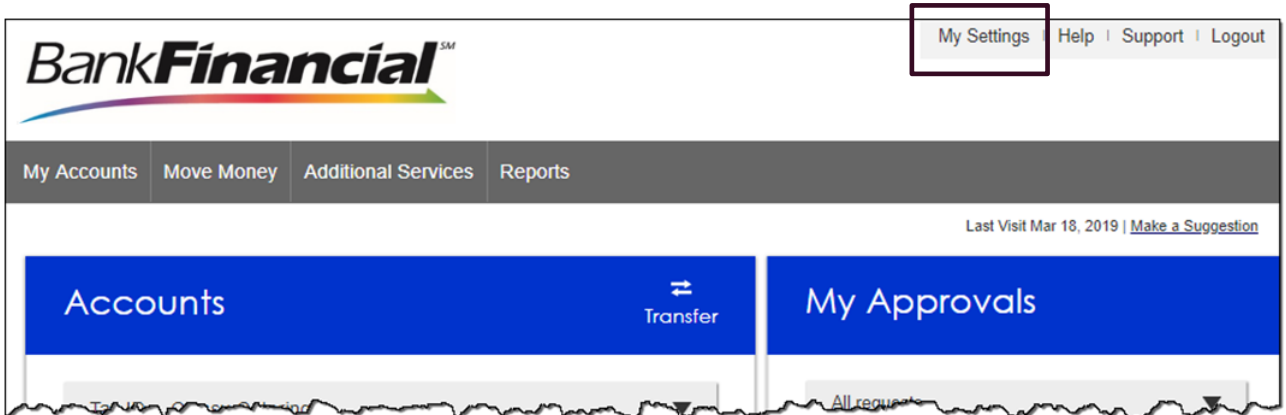 My Settings | Help | Support | Logout
BankFinancial℠
My Accounts Move Money Additional Services Reports
Last Visit Mar 18, 2019 | Make a Suggestion
Accounts
Transfer
My Approvals
All requests